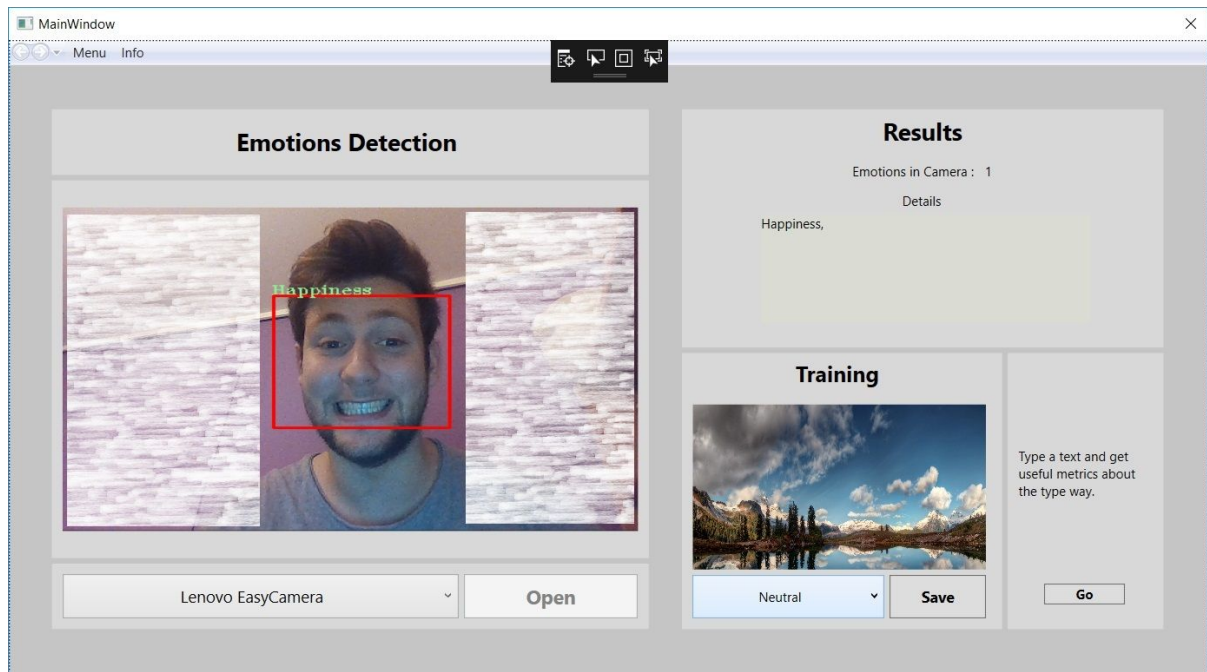 MainWindow
Menu Info
Emotions Detection
Happiness
Lenovo EasyCamera
Open
Results
Emotions in Camera : 1
Details
Happiness,
Training
Neutral
Save
Type a text and get
useful metrics about
the type way.
Go